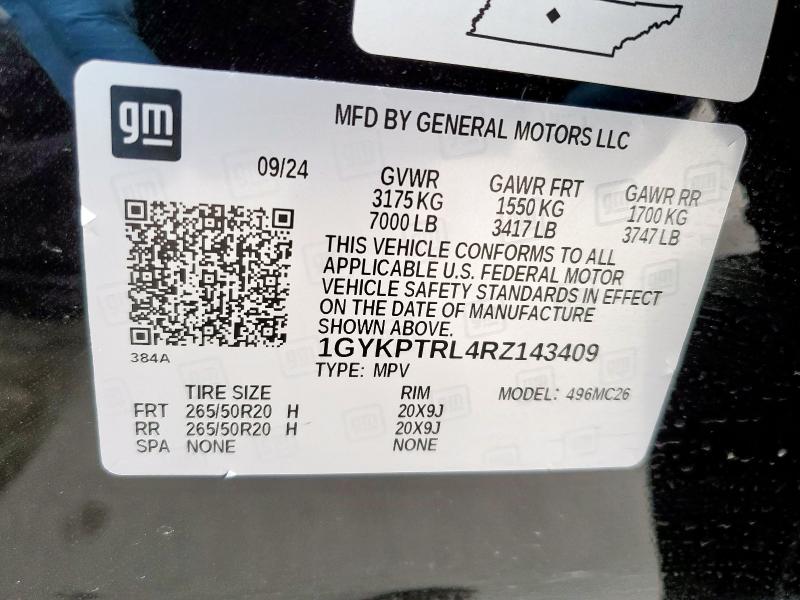 gm
MFD BY GENERAL MOTORS LLC
09/24
GVWR GAWR FRT GAWR RR
3175 KG 1550 KG 1700 KG
7000 LB 3417 LB 3747 LB
THIS VEHICLE CONFORMS TO ALL
APPLICABLE U.S. FEDERAL MOTOR
VEHICLE SAFETY STANDARDS IN EFFECT
ON THE DATE OF MANUFACTURE
SHOWN ABOVE.
384A
1GYKPTRL4RZ143409
TYPE: MPV
TIRE SIZE RIM MODEL: 496MC26
FRT 265/50R20 H 20X9J
RR 265/50R20 H 20X9J
SPA NONE NONE